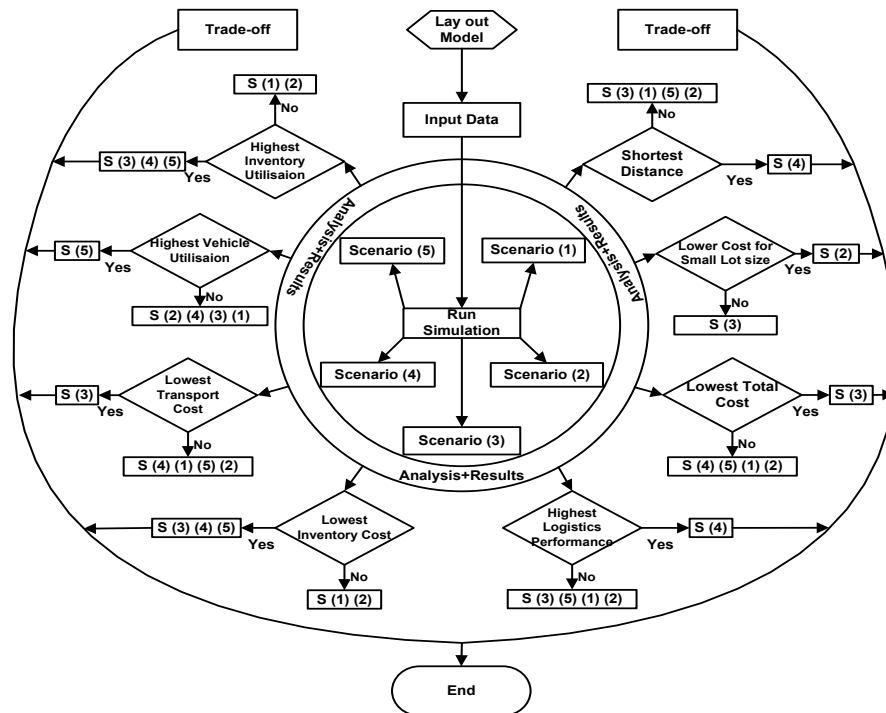 Trade-off
Lay out
Model
Trade-off
Input Data
S (1) (2)
No
Highest
Inventory
Utilisaion
Yes
S (3) (4) (5)
S (3) (1) (5) (2)
No
Shortest
Distance
Yes
S (4)
Highest Vehicle
Utilisaion
Yes
S (5)
No
S (2) (4) (3) (1)
Lower Cost for
Small Lot size
Yes
S (2)
No
S (3)
Analysis+Results
Analysis+Results
Analysis+Results
Scenario (5)
Scenario (1)
Run
Simulation
Scenario (4)
Scenario (2)
Scenario (3)
Lowest
Transport
Cost
Yes
S (3)
No
S (4) (1) (5) (2)
Lowest Total
Cost
Yes
S (3)
No
S (4) (5) (1) (2)
Lowest
Inventory Cost
Yes
S (3) (4) (5)
No
S (1) (2)
Highest
Logistics
Performance
Yes
S (4)
No
S (3) (5) (1) (2)
End